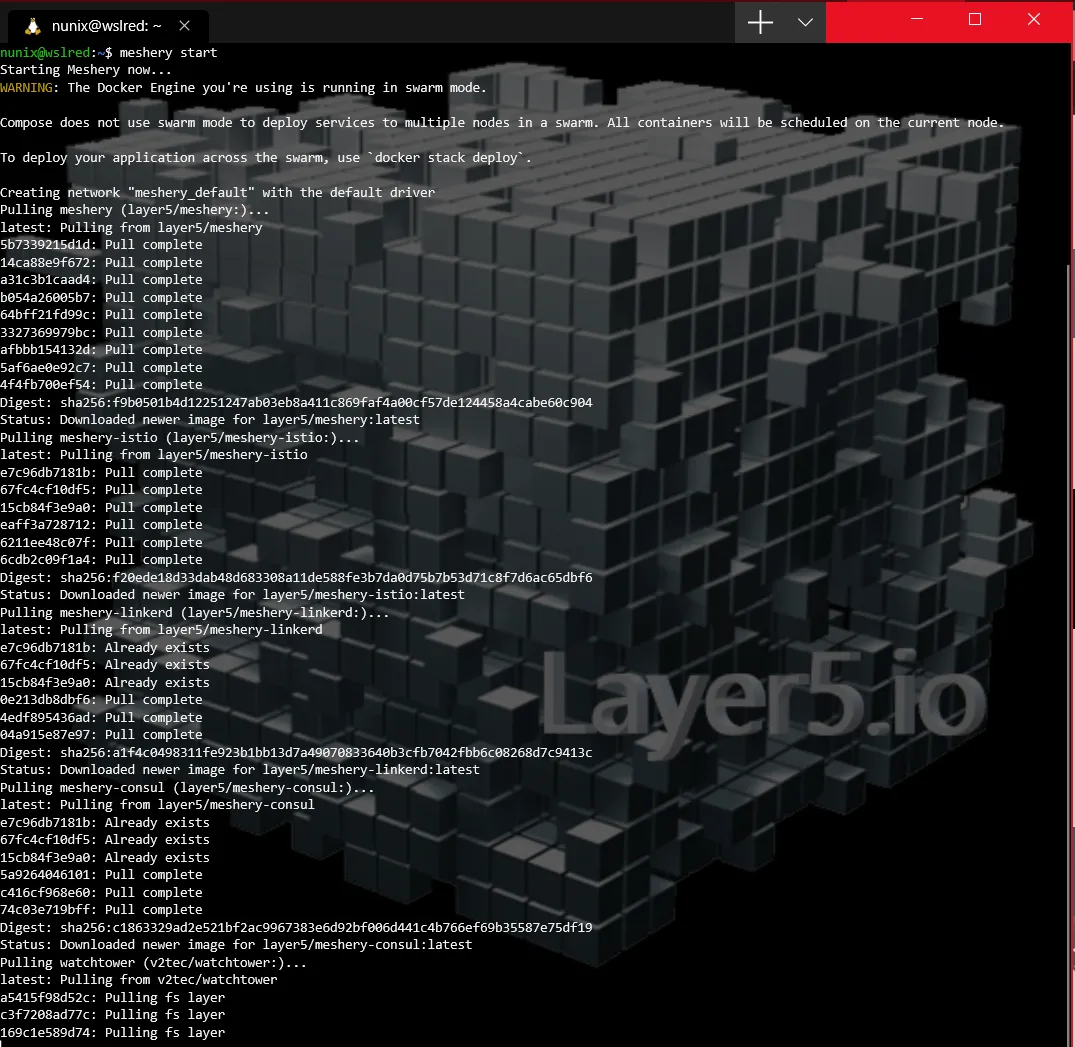 nunix@wslred: ~
nunix@wslred:~$ meshery start
Starting Meshery now...
WARNING: The Docker Engine you're using is running in swarm mode.
Compose does not use swarm mode to deploy services to multiple nodes in a swarm. All containers will be scheduled on the current node.
To deploy your application across the swarm, use `docker stack deploy`.
Creating network "meshery_default" with the default driver
Pulling meshery (layer5/meshery:)...
latest: Pulling from layer5/meshery
5b7339215d1d: Pull complete
14ca88e9f672: Pull complete
a31c3b1caad4: Pull complete
b054a26005b7: Pull complete
64bff21fd99c: Pull complete
3327369979bc: Pull complete
afbbb154132d: Pull complete
5af6ae0e92c7: Pull complete
4f4fb700ef54: Pull complete
Digest: sha256:f9b0501b4d12251247ab03eb8a411c869faf4a00cf57de124458a4cabe60c904
Status: Downloaded newer image for layer5/meshery:latest
Pulling meshery-istio (layer5/meshery-istio:)...
latest: Pulling from layer5/meshery-istio
e7c96db7181b: Pull complete
67fc4cf10df5: Pull complete
15cb84f3e9a0: Pull complete
eaff3a728712: Pull complete
6211ee48c07f: Pull complete
6cdb2c09f1a4: Pull complete
Digest: sha256:f20ede18d33dab48d683308a11de588fe3b7da0d75b7b53d71c8f7d6ac65dbf6
Status: Downloaded newer image for layer5/meshery-istio:latest
Pulling meshery-linkerd (layer5/meshery-linkerd:)...
latest: Pulling from layer5/meshery-linkerd
e7c96db7181b: Already exists
67fc4cf10df5: Already exists
15cb84f3e9a0: Already exists
0e213db8dbf6: Pull complete
4edf895436ad: Pull complete
04a915e87e97: Pull complete
Layer5.io
Digest: sha256:a1f4c0498311fe923b1bb13d7a49070833640b3cfb7042fbb6c08268d7c9413c
Status: Downloaded newer image for layer5/meshery-linkerd:latest
Pulling meshery-consul (layer5/meshery-consul:)...
latest: Pulling from layer5/meshery-consul
e7c96db7181b: Already exists
67fc4cf10df5: Already exists
15cb84f3e9a0: Already exists
5a9264046101: Pull complete
c416cf968e60: Pull complete
74c03e719bff: Pull complete
Digest: sha256:c1863329ad2e521bf2ac9967383e6d92bf006d441c4b766ef69b35587e75df19
Status: Downloaded newer image for layer5/meshery-consul:latest
Pulling watchtower (v2tec/watchtower:)...
latest: Pulling from v2tec/watchtower
a5415f98d52c: Pulling fs layer
c3f7208ad77c: Pulling fs layer
169c1e589d74: Pulling fs layer